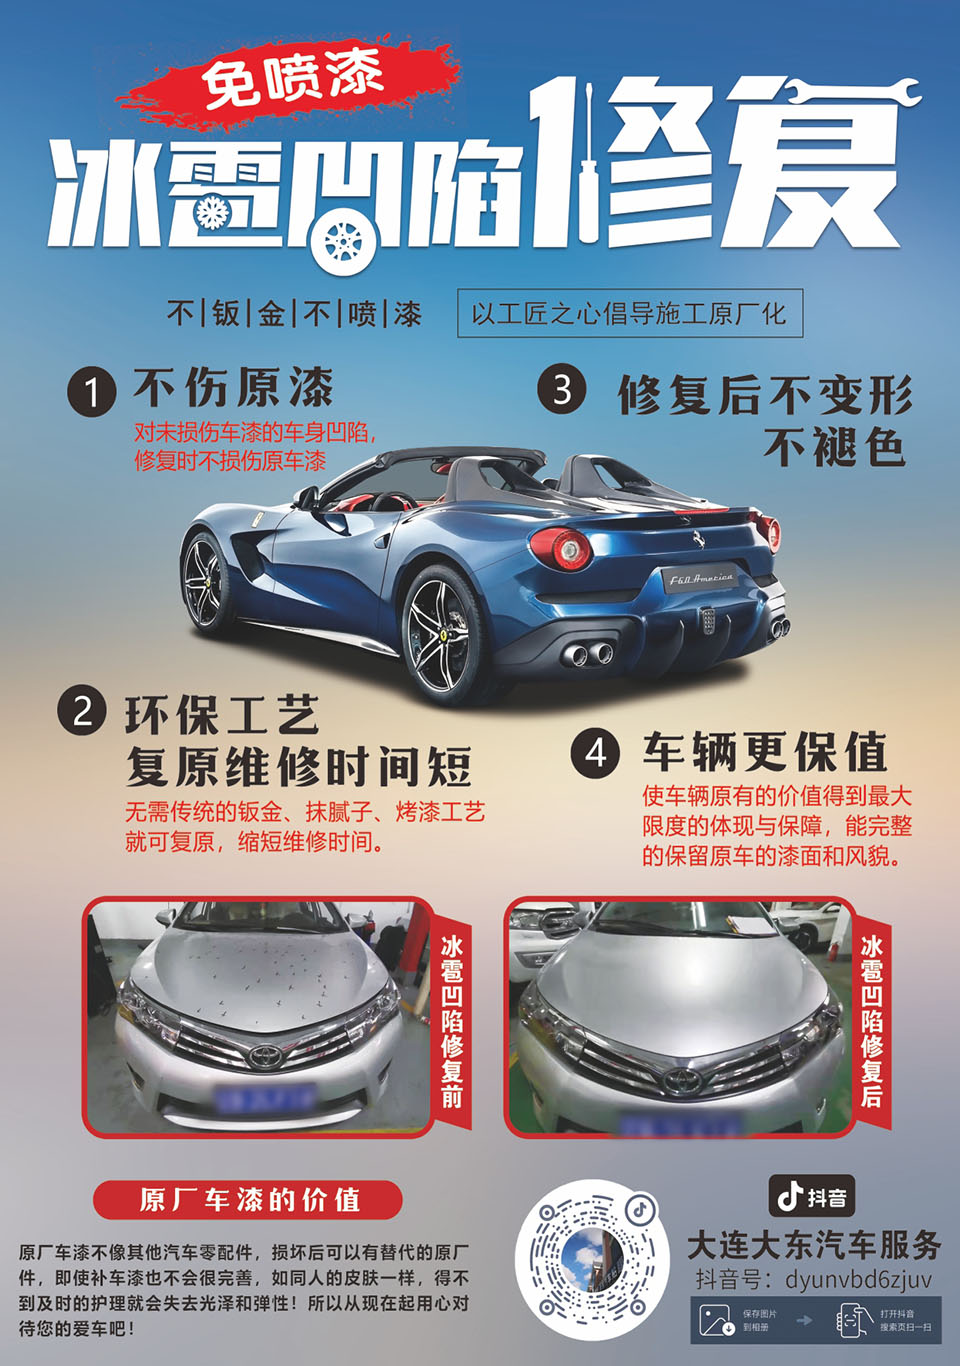 免喷漆
冰雹凹陷修复
不|钣|金|不|喷|漆
以工匠之心倡导施工原厂化
1 不伤原漆
对未损伤车漆的车身凹陷，
修复时不损伤原车漆
3 修复后不变形
不褪色
F60 America
2 环保工艺
复原维修时间短
无需传统的钣金、抹腻子、烤漆工艺
就可复原，缩短维修时间。
4 车辆更保值
使车辆原有的价值得到最大
限度的体现与保障，能完整
的保留原车的漆面和风貌。
冰雹凹陷修复前
冰雹凹陷修复后
原厂车漆的价值
原厂车漆不像其他汽车零配件，损坏后可以有替代的原厂
件，即使补车漆也不会很完善，如同人的皮肤一样，得不
到及时的护理就会失去光泽和弹性！所以从现在起用心对
待您的爱车吧！
抖音
大连大东汽车服务
抖音号：dyunvbd6zjuv
保存图片
到相册
打开抖音
搜索页扫一扫